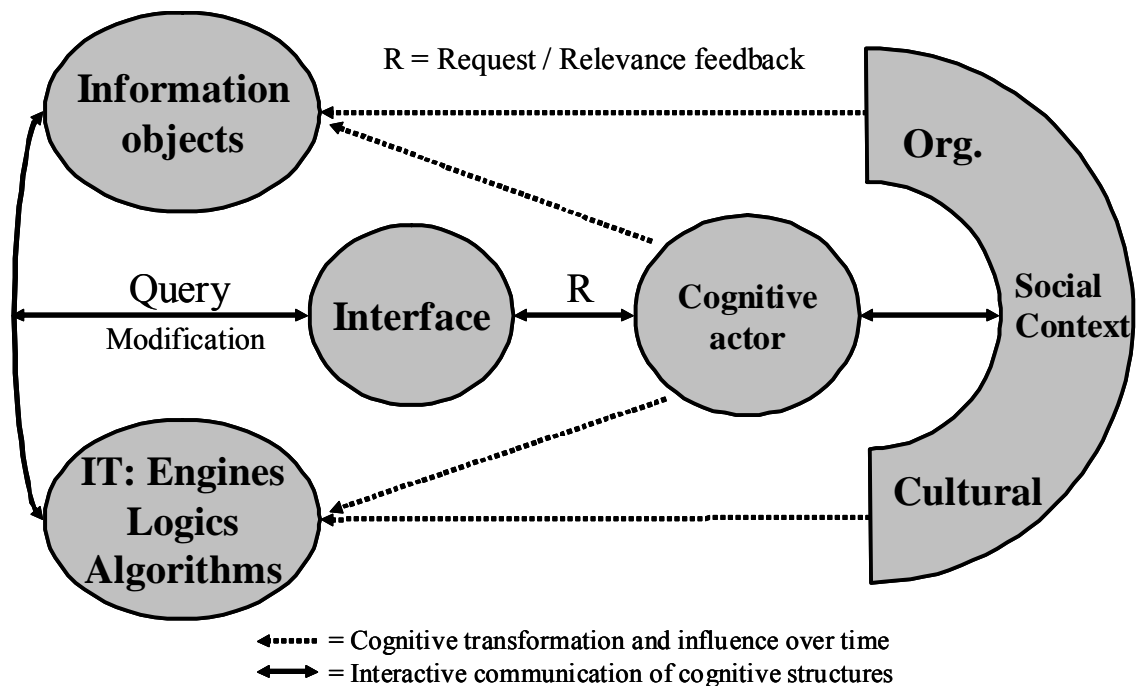 R = Request / Relevance feedback
Information
objects
Org.
Query
Modification
Interface
R
Cognitive
actor
Social
Context
IT: Engines
Logics
Algorithms
Cultural
= Cognitive transformation and influence over time
= Interactive communication of cognitive structures